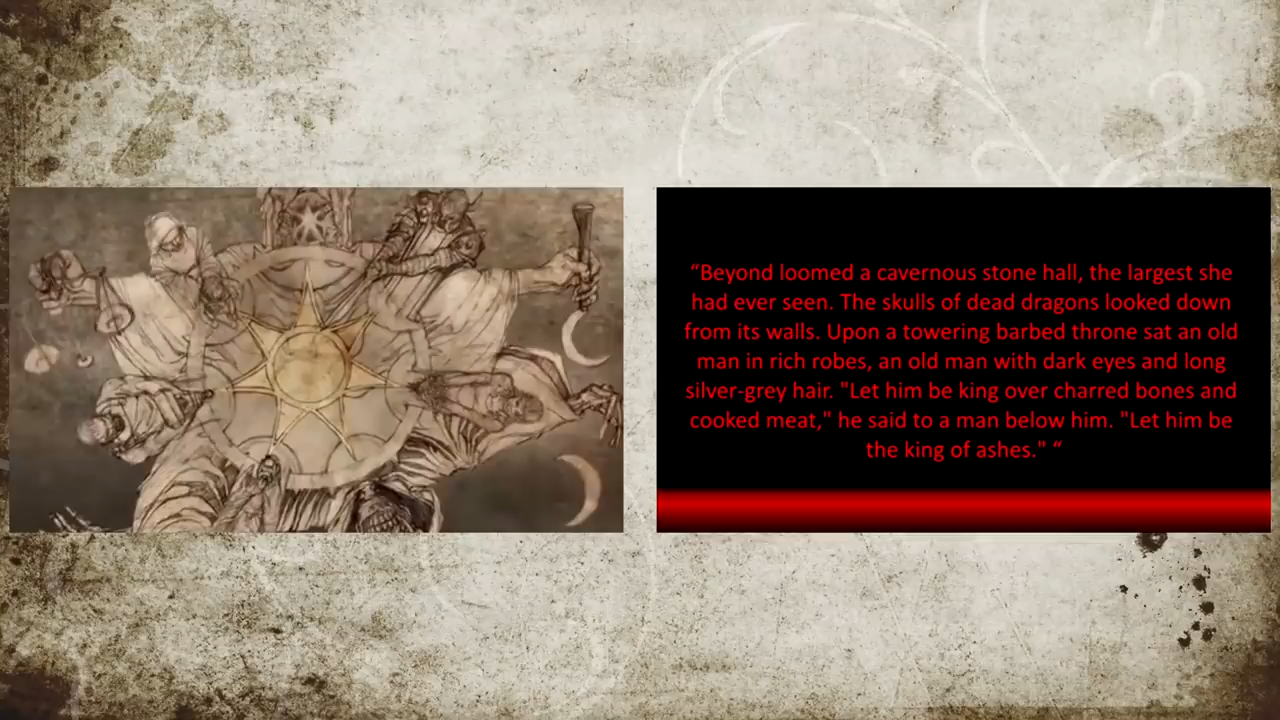 “Beyond loomed a cavernous stone hall, the largest she
had ever seen. The skulls of dead dragons looked down
from its walls. Upon a towering barbed throne sat an old
man in rich robes, an old man with dark eyes and long
silver-grey hair. "Let him be king over charred bones and
cooked meat," he said to a man below him. "Let him be
the king of ashes." “